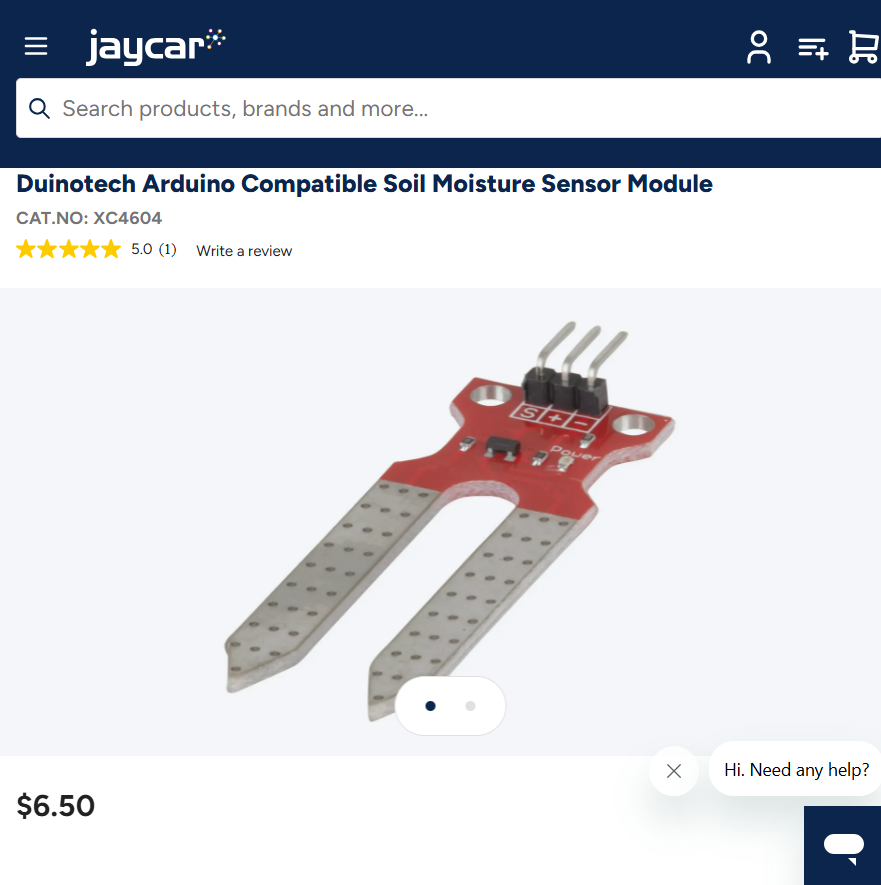 jaycar
Search products, brands and more...
Duinotech Arduino Compatible Soil Moisture Sensor Module
CAT.NO: XC4604
5.0 (1) Write a review
S + −
Power
Hi. Need any help?
$6.50